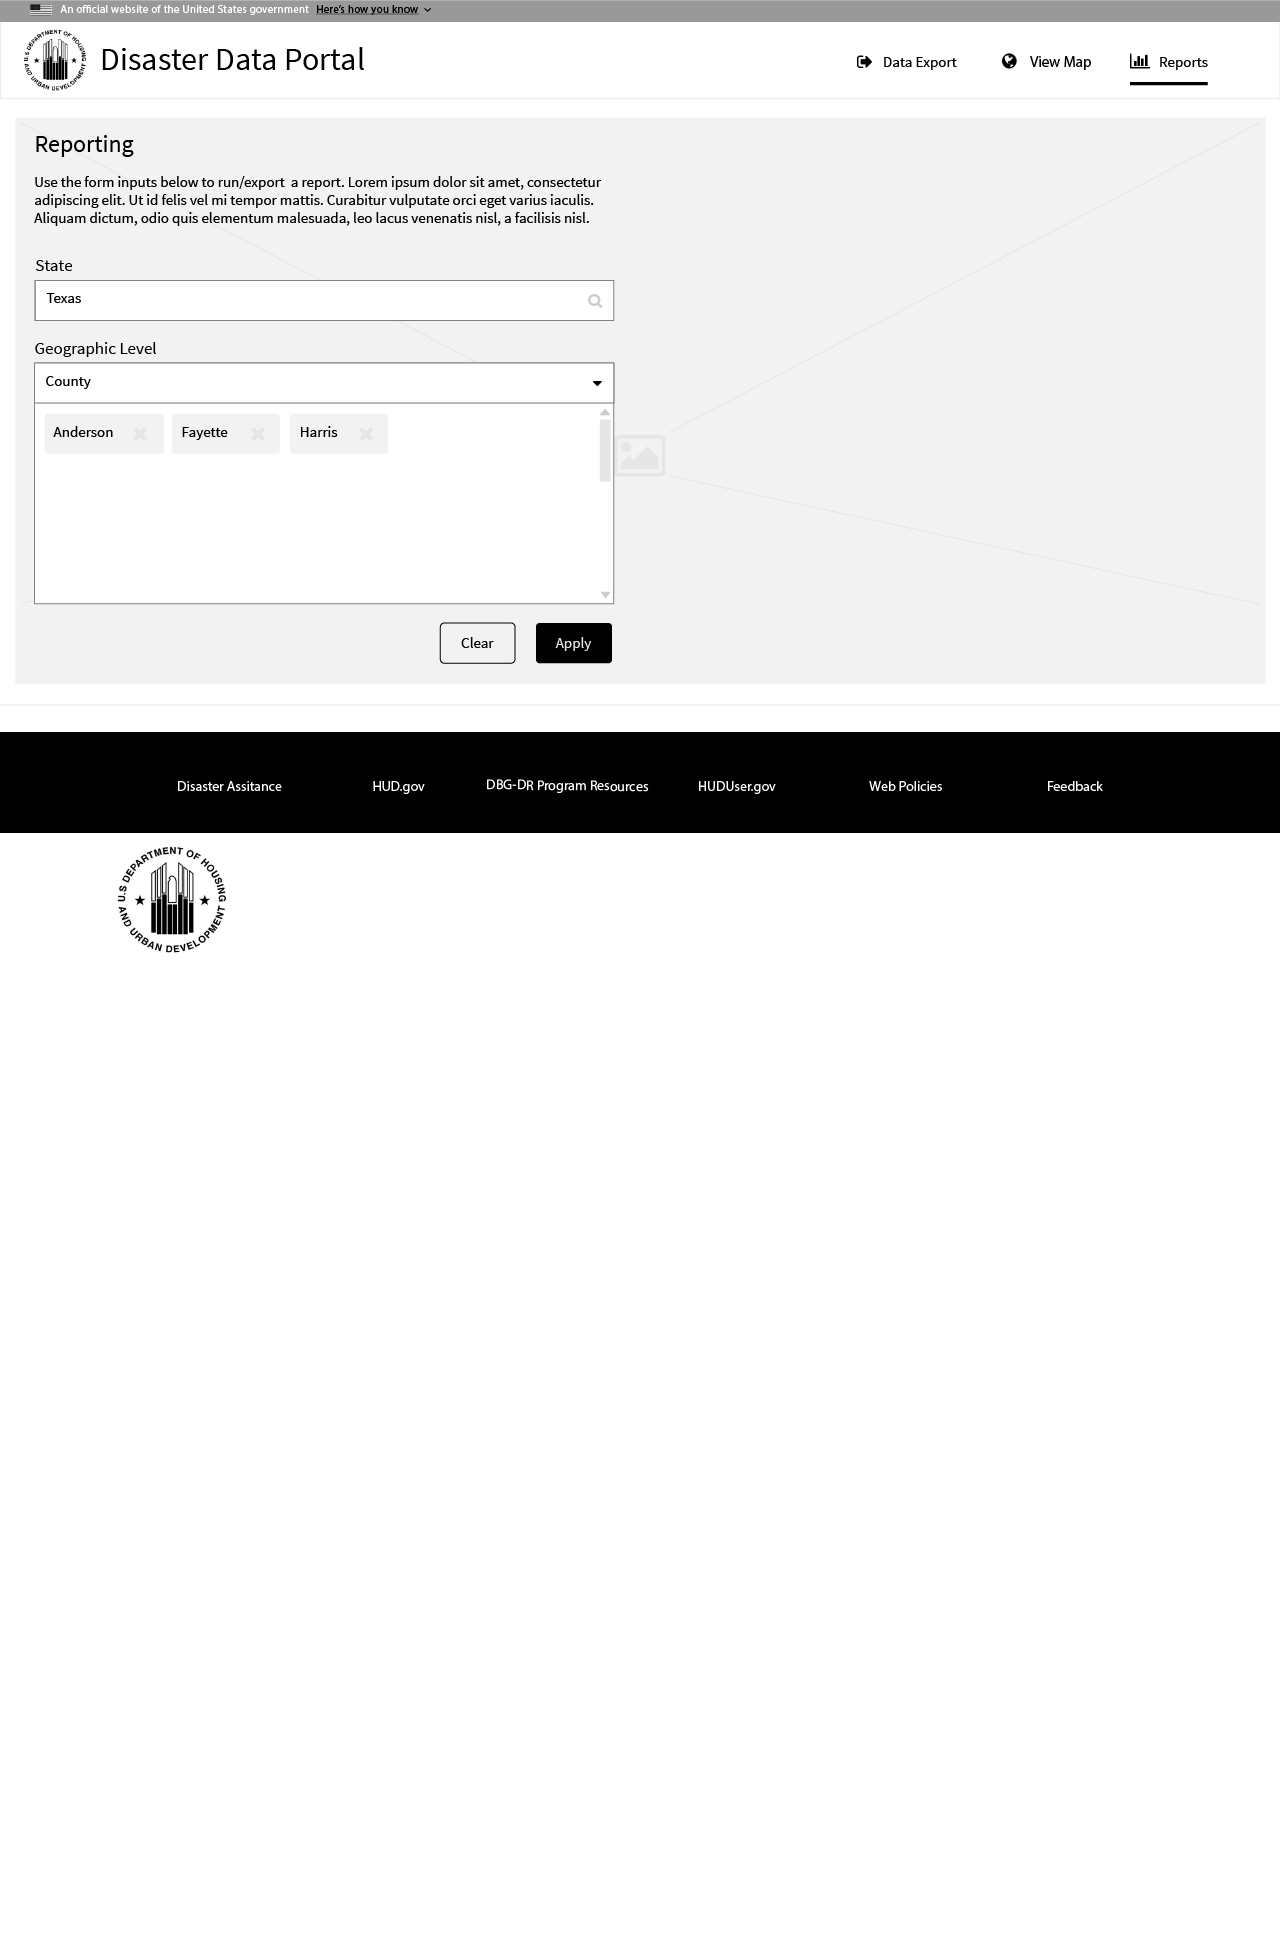 An official website of the United States government Here's how you know
U.S DEPARTMENT OF HOUSING AND URBAN DEVELOPMENT
Disaster Data Portal
Data Export
View Map
Reports
Reporting
Use the form inputs below to run/export  a report. Lorem ipsum dolor sit amet, consectetur
adipiscing elit. Ut id felis vel mi tempor mattis. Curabitur vulputate orci eget varius iaculis.
Aliquam dictum, odio quis elementum malesuada, leo lacus venenatis nisl, a facilisis nisl.
State
Texas
Geographic Level
County
Anderson
Fayette
Harris
Clear
Apply
Disaster Assitance
HUD.gov
DBG-DR Program Resources
HUDUser.gov
Web Policies
Feedback
U.S DEPARTMENT OF HOUSING AND URBAN DEVELOPMENT